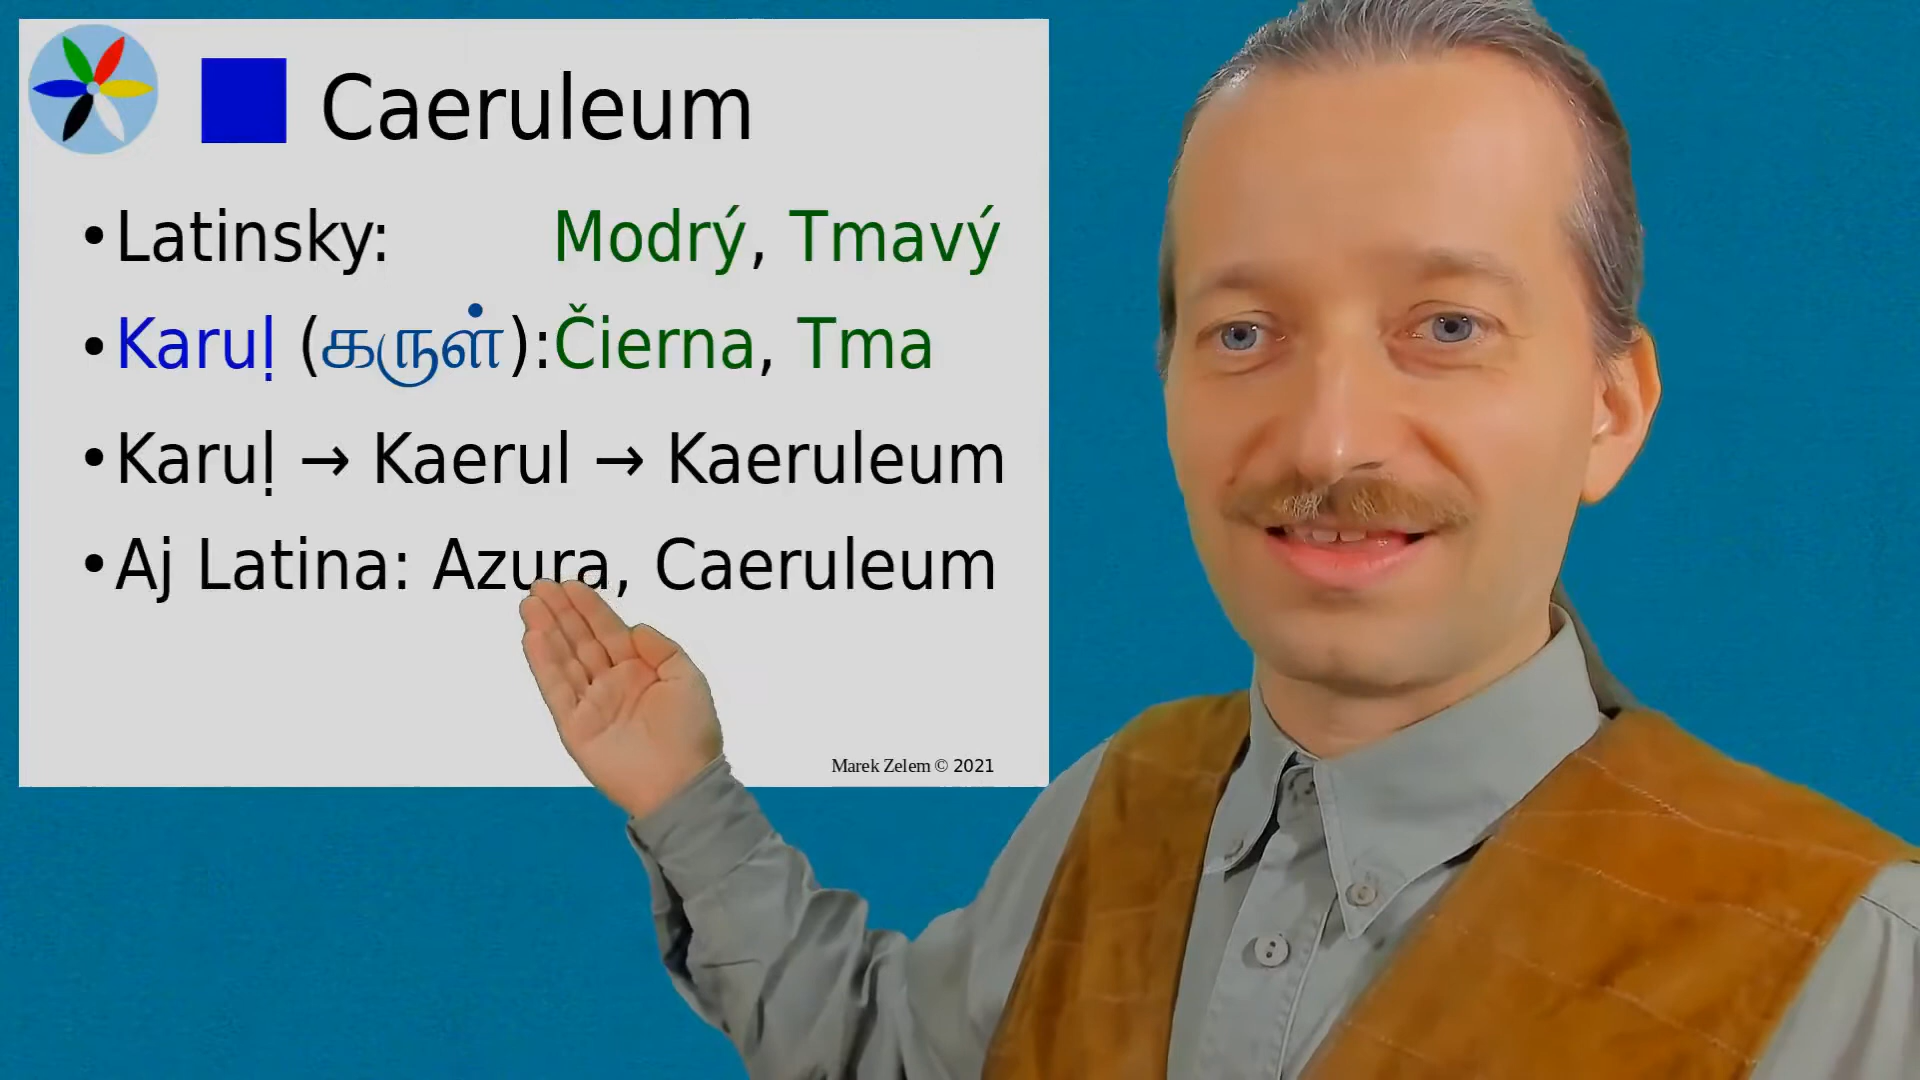 Caeruleum
• Latinsky: Modrý, Tmavý
• Karuḷ (கருள்): Čierna, Tma
• Karuḷ → Kaerul → Kaeruleum
• Aj Latina: Azura, Caeruleum
Marek Zelem © 2021